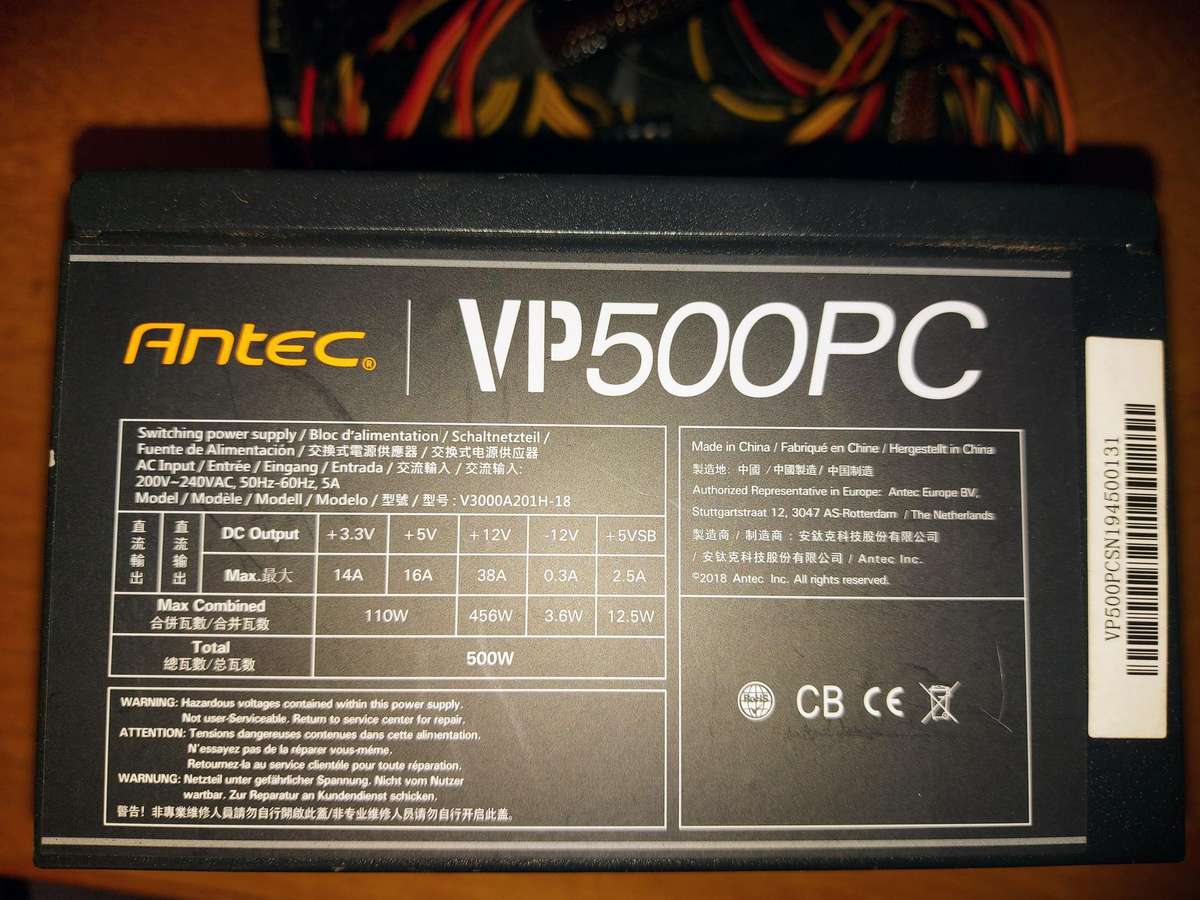 Antec®
VP500PC
Switching power supply / Bloc d'alimentation / Schaltnetzteil /
Fuente de Alimentación / 交換式電源供應器 / 交换式电源供应器
AC Input / Entrée / Eingang / Entrada / 交流輸入 / 交流输入:
200V~240VAC, 50Hz-60Hz, 5A
Model / Modèle / Modell / Modelo / 型號 / 型号 : V3000A201H-18
直流輸出 直流输出 DC Output +3.3V +5V +12V -12V +5VSB
Max.最大 14A 16A 38A 0.3A 2.5A
Max Combined
合併瓦數/合并瓦数 110W 456W 3.6W 12.5W
Total
總瓦數/总瓦数 500W
WARNING: Hazardous voltages contained within this power supply.
Not user-Serviceable. Return to service center for repair.
ATTENTION: Tensions dangereuses contenues dans cette alimentation.
N'essayez pas de la réparer vous-même.
Retournez-la au service clientéle pour toute réparation.
WARNUNG: Netzteil unter gefährlicher Spannung. Nicht vom Nutzer
wartbar. Zur Reparatur an Kundendienst schicken.
警告! 非專業维修人員請勿自行開啟此蓋/非专业维修人员请勿自行开启此盖。
Made in China / Fabriqué en Chine / Hergestellt in China
製造地: 中國 / 中國製造 / 中国制造
Authorized Representative in Europe: Antec Europe BV,
Stuttgartstraat 12, 3047 AS-Rotterdam / The Netherlands
製造商 / 制造商 : 安鈦克科技股份有限公司
/ 安钛克科技股份有限公司 / Antec Inc.
©2018 Antec Inc. All rights reserved.
RoHS CB CE
VP500PCSN194500131